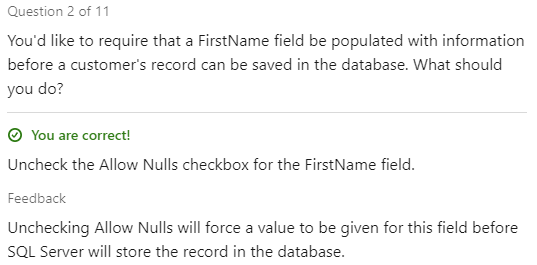 Question 2 of 11
You'd like to require that a FirstName field be populated with information
before a customer's record can be saved in the database. What should
you do?
You are correct!
Uncheck the Allow Nulls checkbox for the FirstName field.
Feedback
Unchecking Allow Nulls will force a value to be given for this field before
SQL Server will store the record in the database.